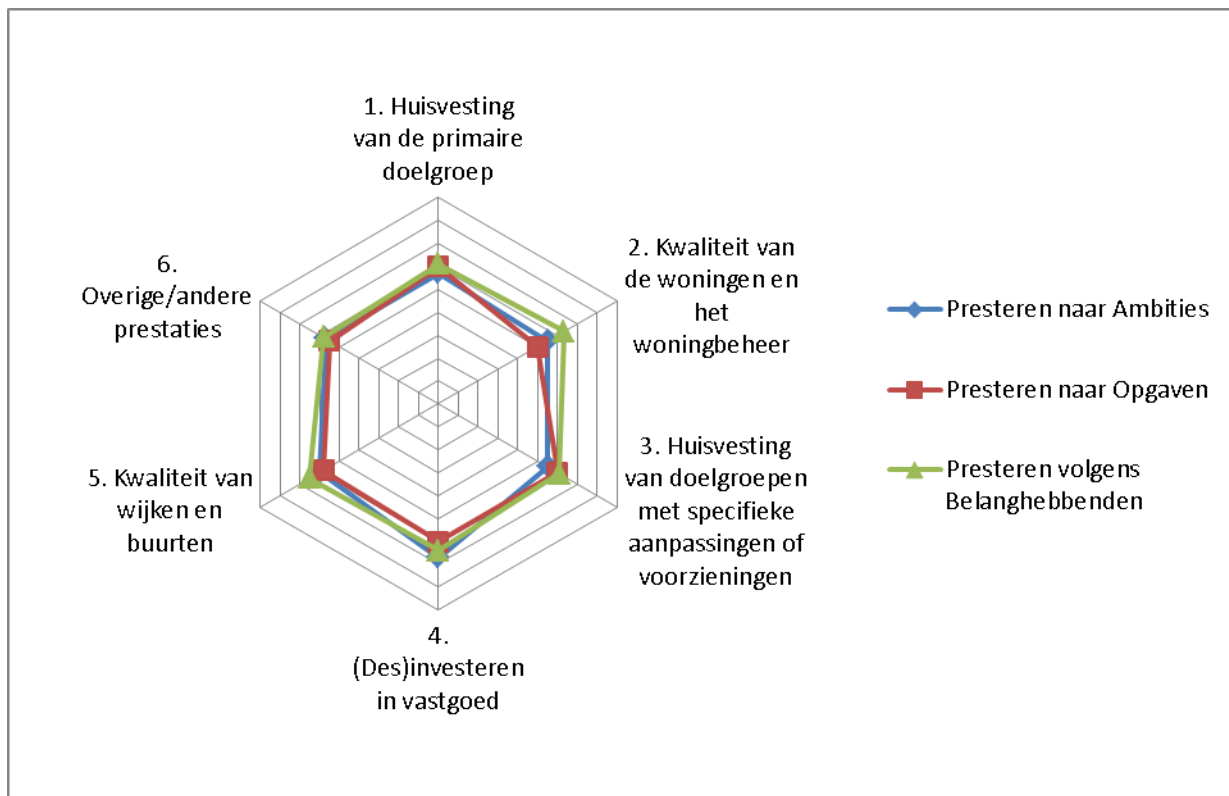 1. Huisvesting
van de primaire
doelgroep
2. Kwaliteit van
de woningen en
het
woningbeheer
3. Huisvesting
van doelgroepen
met specifieke
aanpassingen of
voorzieningen
4.
(Des)investeren
in vastgoed
5. Kwaliteit van
wijken en
buurten
6.
Overige/andere
prestaties
Presteren naar Ambities
Presteren naar Opgaven
Presteren volgens
Belanghebbenden